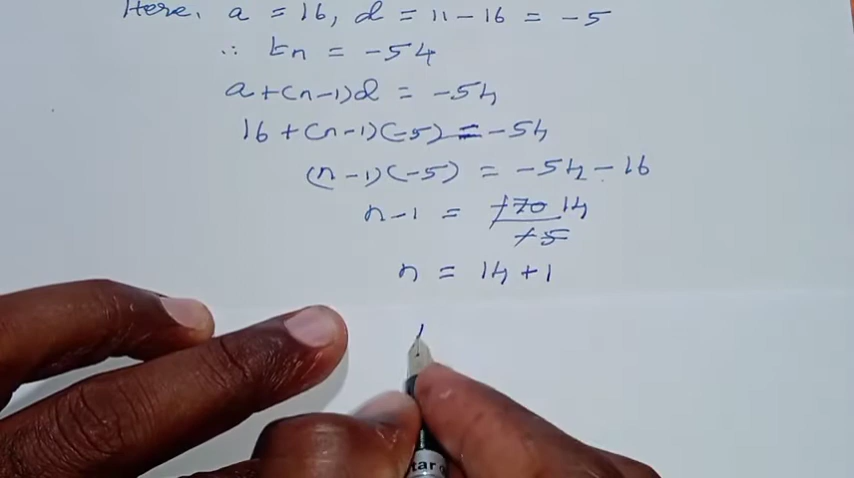 Here, a = 16, d = 11 - 16 = -5
∴ tn = -54
a + (n-1)d = -54
16 + (n-1)(-5) = -54
(n-1)(-5) = -54 - 16
n-1 = -70 14
-5
n = 14 + 1
tar